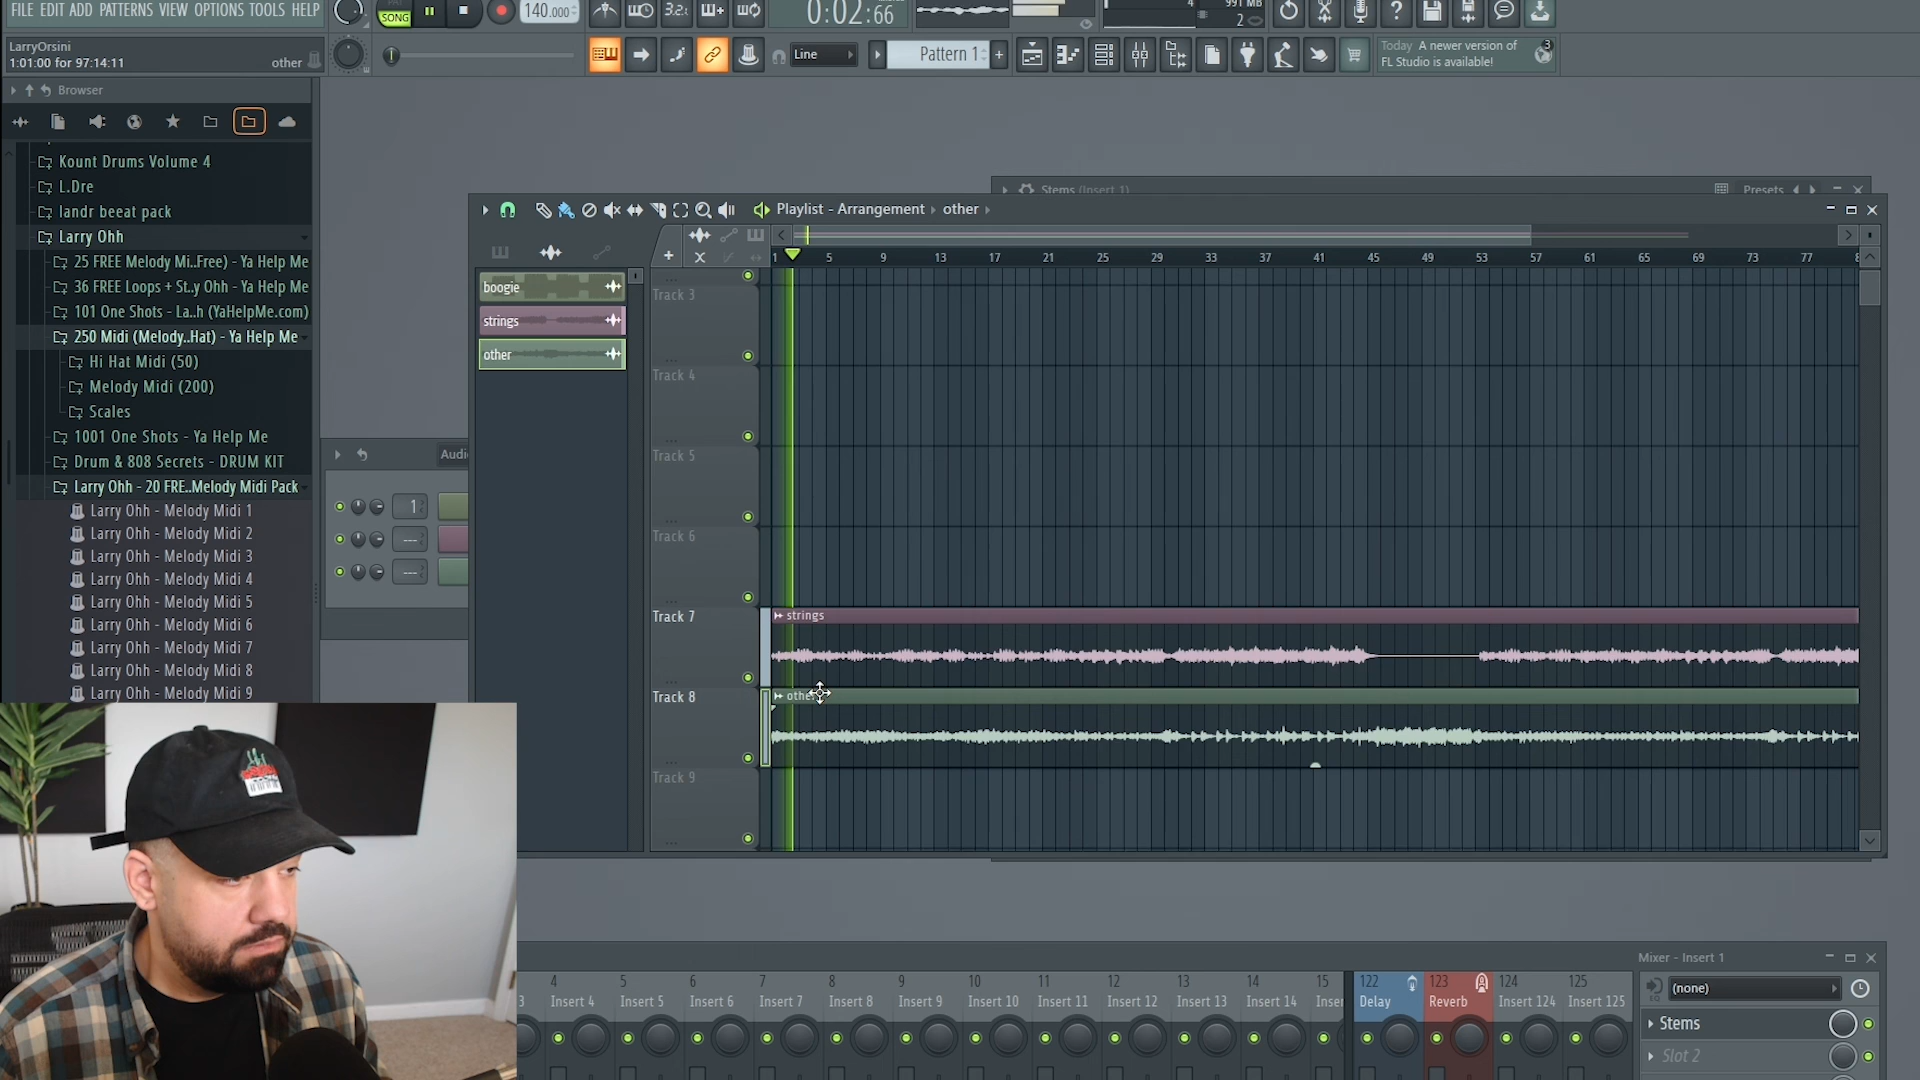 FILE EDIT ADD PATTERNS VIEW OPTIONS TOOLS HELP
SONG
140.000
3.2.
0:02:66
4
991 MB
2
LarryOrsini
1:01:00 for 97:14:11
other
Line
Pattern 1
+
Today A newer version of
FL Studio is available!
3
Browser
Kount Drums Volume 4
L.Dre
landr beeat pack
Larry Ohh
25 FREE Melody Mi..Free) - Ya Help Me
36 FREE Loops + St..y Ohh - Ya Help Me
101 One Shots - La..h (YaHelpMe.com)
250 Midi (Melody..Hat) - Ya Help Me
Hi Hat Midi (50)
Melody Midi (200)
Scales
1001 One Shots - Ya Help Me
Drum & 808 Secrets - DRUM KIT
Larry Ohh - 20 FRE..Melody Midi Pack
Larry Ohh - Melody Midi 1
Larry Ohh - Melody Midi 2
Larry Ohh - Melody Midi 3
Larry Ohh - Melody Midi 4
Larry Ohh - Melody Midi 5
Larry Ohh - Melody Midi 6
Larry Ohh - Melody Midi 7
Larry Ohh - Melody Midi 8
Larry Ohh - Melody Midi 9
Audi
1
---
---
Stems (Insert 1)
Presets
Playlist - Arrangement › other ›
1 5 9 13 17 21 25 29 33 37 41 45 49 53 57 61 65 69 73 77 8
boogie
strings
other
Track 3
Track 4
Track 5
Track 6
Track 7
strings
Track 8
other
Track 9
Mixer - Insert 1
3 4 5 6 7 8 9 10 11 12 13 14 15 122 123 124 125
Insert 4 Insert 5 Insert 6 Insert 7 Insert 8 Insert 9 Insert 10 Insert 11 Insert 12 Insert 13 Insert 14 Inser Delay Reverb Insert 124 Insert 125
(none)
Stems
Slot 2